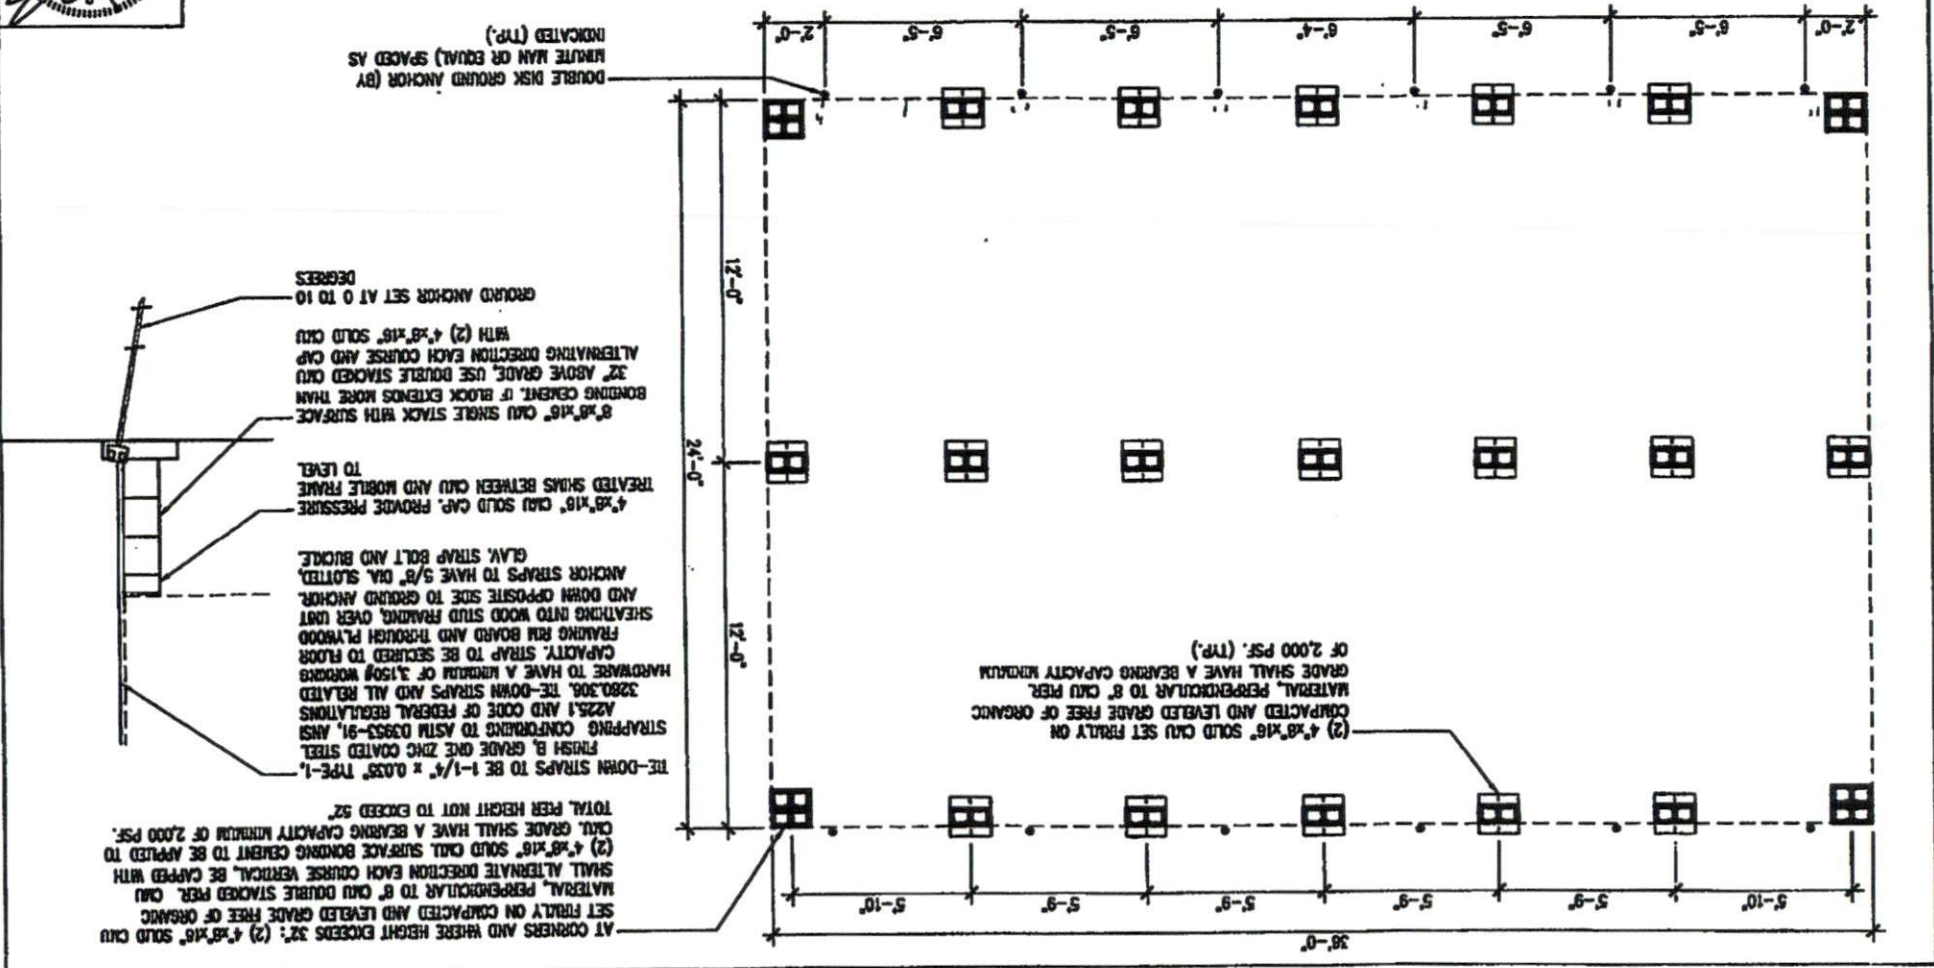 36'-0"
5'-10" 5'-9" 5'-9" 5'-9" 5'-9" 5'-10"
AT CORNERS AND WHERE HEIGHT EXCEEDS 32": (2) 4"x8"x16" SOLID CMU
SET FIRMLY ON COMPACTED AND LEVELED GRADE FREE OF ORGANIC
MATERIAL, PERPENDICULAR TO 8" CMU DOUBLE STACKED PIER. CMU
SHALL ALTERNATE DIRECTION EACH COURSE VERTICAL, BE CAPPED WITH
(2) 4"x8"x16" SOLID CMU. SURFACE BONDING CEMENT TO BE APPLIED TO
CMU. GRADE SHALL HAVE A BEARING CAPACITY MINIMUM OF 2,000 PSF.
TOTAL PIER HEIGHT NOT TO EXCEED 52"
(2) 4"x8"x16" SOLID CMU SET FIRMLY ON
COMPACTED AND LEVELED GRADE FREE OF ORGANIC
MATERIAL, PERPENDICULAR TO 8" CMU PIER.
GRADE SHALL HAVE A BEARING CAPACITY MINIMUM
OF 2,000 PSF. (TYP.)
12'-0"
24'-0"
12'-0"
TIE-DOWN STRAPS TO BE 1-1/4" x 0.035" TYPE-1,
FINISH B, GRADE ONE ZINC COATED STEEL
STRAPPING CONFORMING TO ASTM D3953-91, ANSI
A225.1 AND CODE OF FEDERAL REGULATIONS
3280.306. TIE-DOWN STRAPS AND ALL RELATED
HARDWARE TO HAVE A MINIMUM OF 3,150# WORKING
CAPACITY. STRAP TO BE SECURED TO FLOOR
FRAMING RIM BOARD AND THROUGH PLYWOOD
SHEATHING INTO WOOD STUD FRAMING, OVER UNIT
AND DOWN OPPOSITE SIDE TO GROUND ANCHOR.
ANCHOR STRAPS TO HAVE 5/8" DIA. SLOTTED,
GLAV. STRAP BOLT AND BUCKLE.
4"x8"x16" CMU SOLID CAP. PROVIDE PRESSURE
TREATED SHIMS BETWEEN CMU AND MOBILE FRAME
TO LEVEL
8"x8"x16" CMU SINGLE STACK WITH SURFACE
BONDING CEMENT. IF BLOCK EXTENDS MORE THAN
32" ABOVE GRADE, USE DOUBLE STACKED CMU
ALTERNATING DIRECTION EACH COURSE AND CAP
WITH (2) 4"x8"x16" SOLID CMU
GROUND ANCHOR SET AT 0 TO 10
DEGREES
DOUBLE DISK GROUND ANCHOR (BY
MINUTE MAN OR EQUAL) SPACED AS
INDICATED (TYP.)
2'-0" 6'-5" 6'-5" 6'-4" 6'-5" 6'-5" 2'-0"